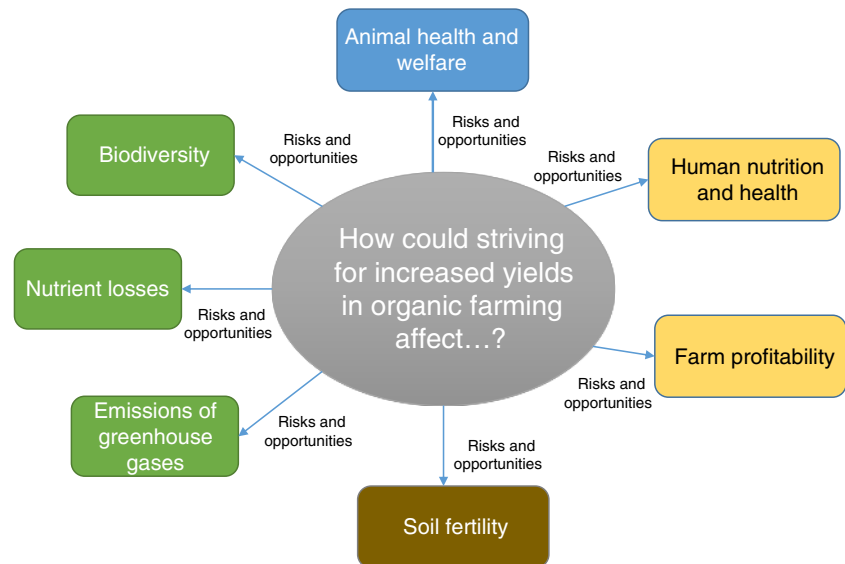 Animal health and
welfare
Risks and
opportunities
Biodiversity
Risks and
opportunities
Risks and
opportunities
Human nutrition
and health
How could striving
for increased yields
in organic farming
affect…?
Nutrient losses
Risks and
opportunities
Farm profitability
Risks and
opportunities
Emissions of
greenhouse
gases
Risks and
opportunities
Risks and
opportunities
Soil fertility